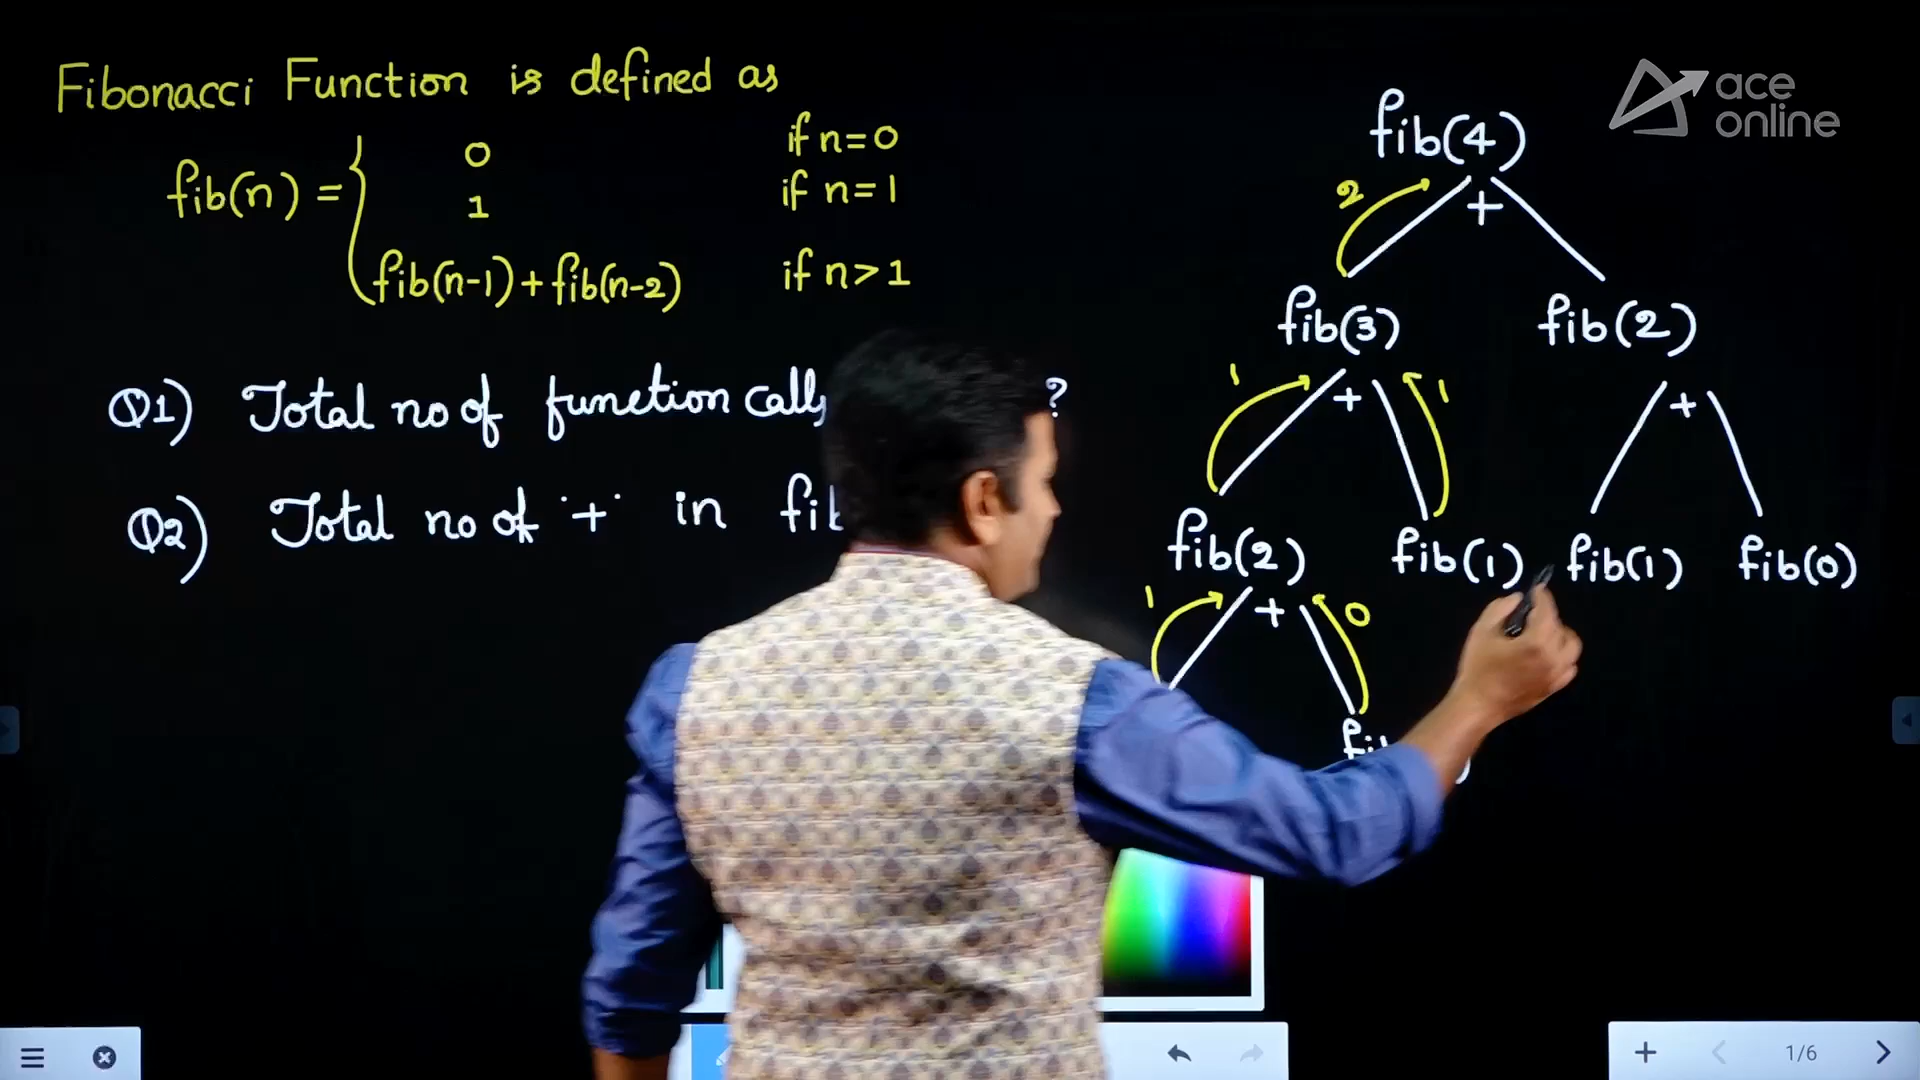 Fibonacci Function is defined as
fib(n) =
0 if n=0
1 if n=1
fib(n-1)+fib(n-2) if n>1
Q1) Total no of function calls ?
Q2) Total no of '+' in
fib(4)
2
+
fib(3) fib(2)
1 + 1 +
fib(2) fib(1) fib(1) fib(0)
1 + 0
ace
online
1/6